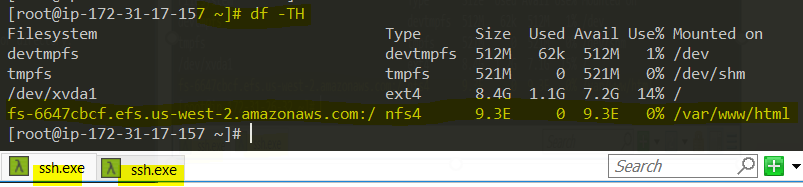 [root@ip-172-31-17-157 ~]# df -TH
Filesystem Type Size Used Avail Use% Mounted on
devtmpfs devtmpfs 512M 62k 512M 1% /dev
tmpfs tmpfs 521M 0 521M 0% /dev/shm
/dev/xvda1 ext4 8.4G 1.1G 7.2G 14% /
fs-6647cbcf.efs.us-west-2.amazonaws.com:/ nfs4 9.3E 0 9.3E 0% /var/www/html
[root@ip-172-31-17-157 ~]#
λ ssh.exe λ ssh.exe Search